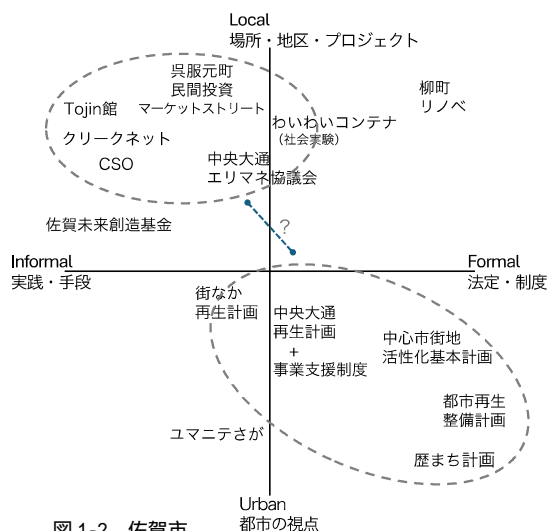 Local
場所・地区・プロジェクト
呉服元町
民間投資
マーケットストリート
柳町
リノベ
Tojin館
わいわいコンテナ
（社会実験）
クリークネット
CSO
中央大通
エリマネ協議会
佐賀未来創造基金
?
Informal
実践・手段
Formal
法定・制度
街なか
再生計画
中央大通
再生計画
+
事業支援制度
中心市街地
活性化基本計画
都市再生
整備計画
ユマニテさが
歴まち計画
Urban
都市の視点
図 1-2 佐賀市